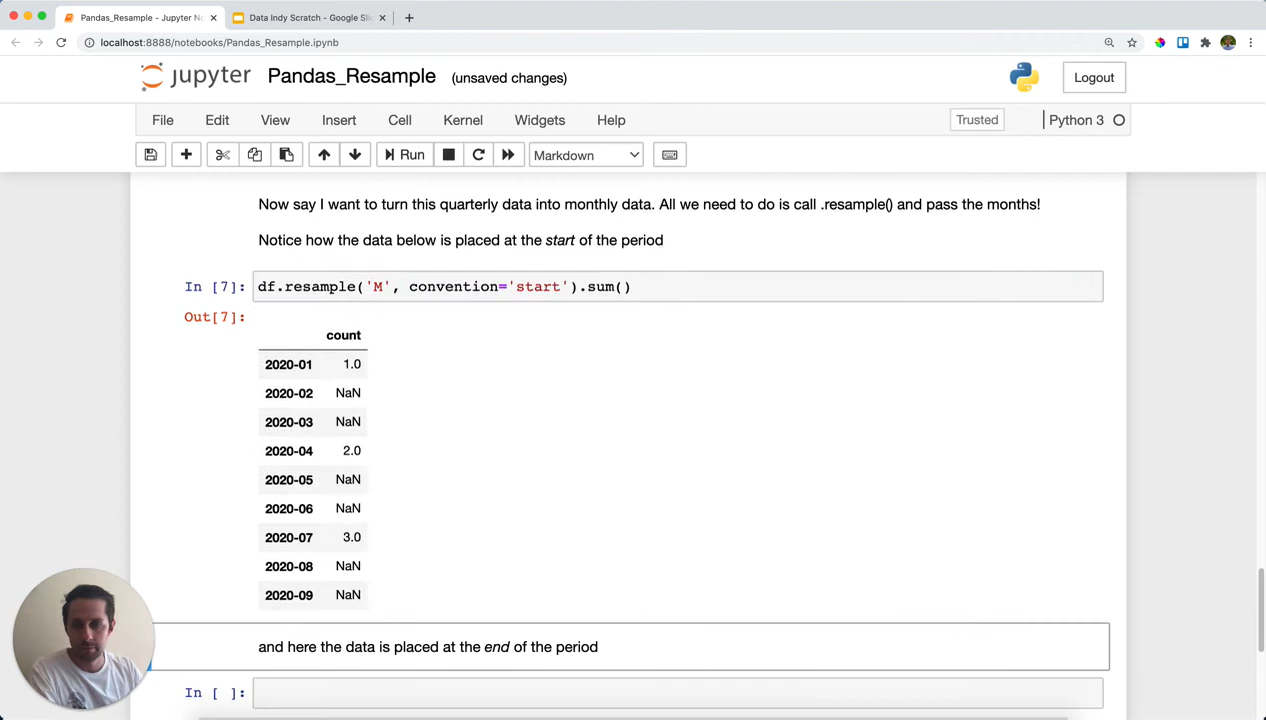 Pandas_Resample - Jupyter No
Data Indy Scratch - Google Slid
localhost:8888/notebooks/Pandas_Resample.ipynb
jupyter Pandas_Resample (unsaved changes) Logout
File Edit View Insert Cell Kernel Widgets Help Trusted Python 3
Run Markdown
Now say I want to turn this quarterly data into monthly data. All we need to do is call .resample() and pass the months!
Notice how the data below is placed at the start of the period
In [7]: df.resample('M', convention='start').sum()
Out[7]:
count
2020-01 1.0
2020-02 NaN
2020-03 NaN
2020-04 2.0
2020-05 NaN
2020-06 NaN
2020-07 3.0
2020-08 NaN
2020-09 NaN
and here the data is placed at the end of the period
In [ ]: